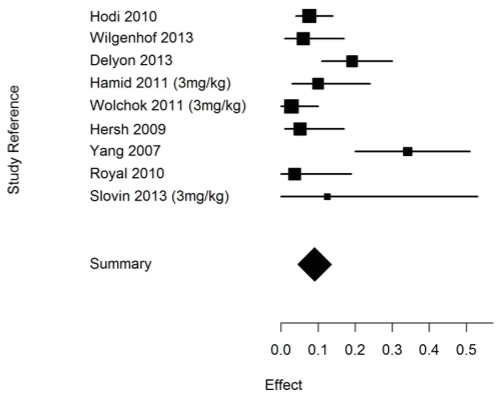 Study Reference
Hodi 2010
Wilgenhof 2013
Delyon 2013
Hamid 2011 (3mg/kg)
Wolchok 2011 (3mg/kg)
Hersh 2009
Yang 2007
Royal 2010
Slovin 2013 (3mg/kg)
Summary
0.0 0.1 0.2 0.3 0.4 0.5
Effect